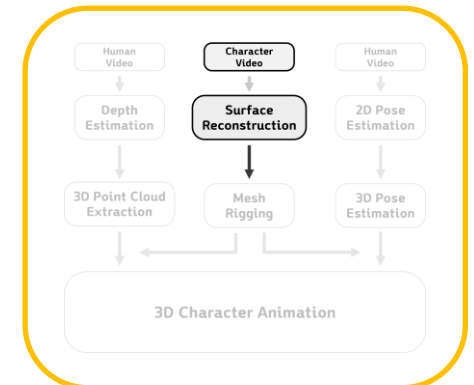 Human
Video
Character
Video
Human
Video
Depth
Estimation
Surface
Reconstruction
2D Pose
Estimation
3D Point Cloud
Extraction
Mesh
Rigging
3D Pose
Estimation
3D Character Animation